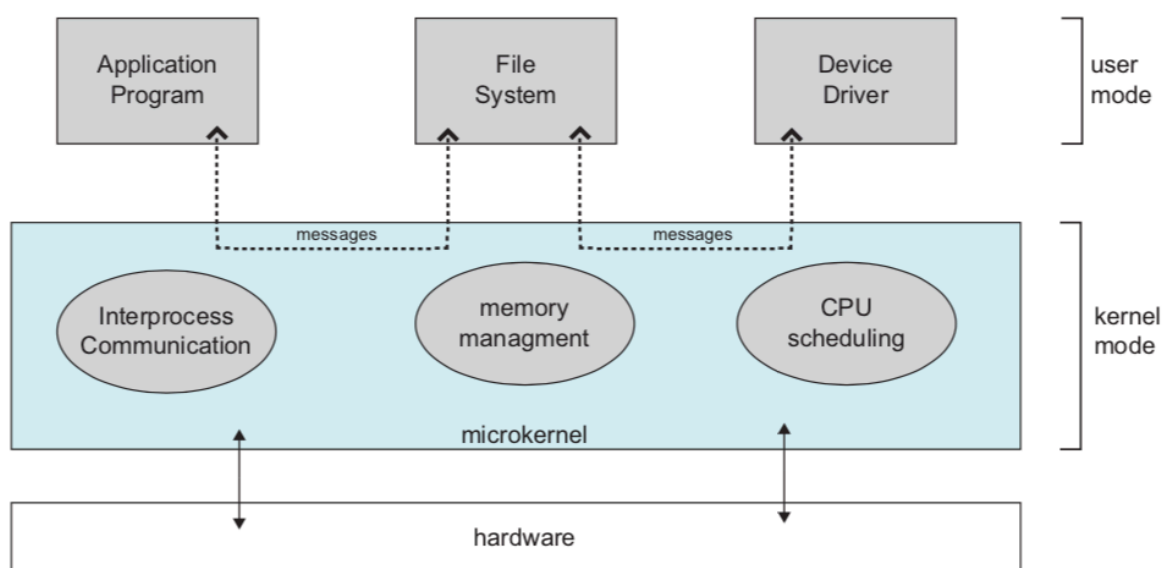 Application
Program
File
System
Device
Driver
user
mode
messages
messages
Interprocess
Communication
memory
managment
CPU
scheduling
kernel
mode
microkernel
hardware